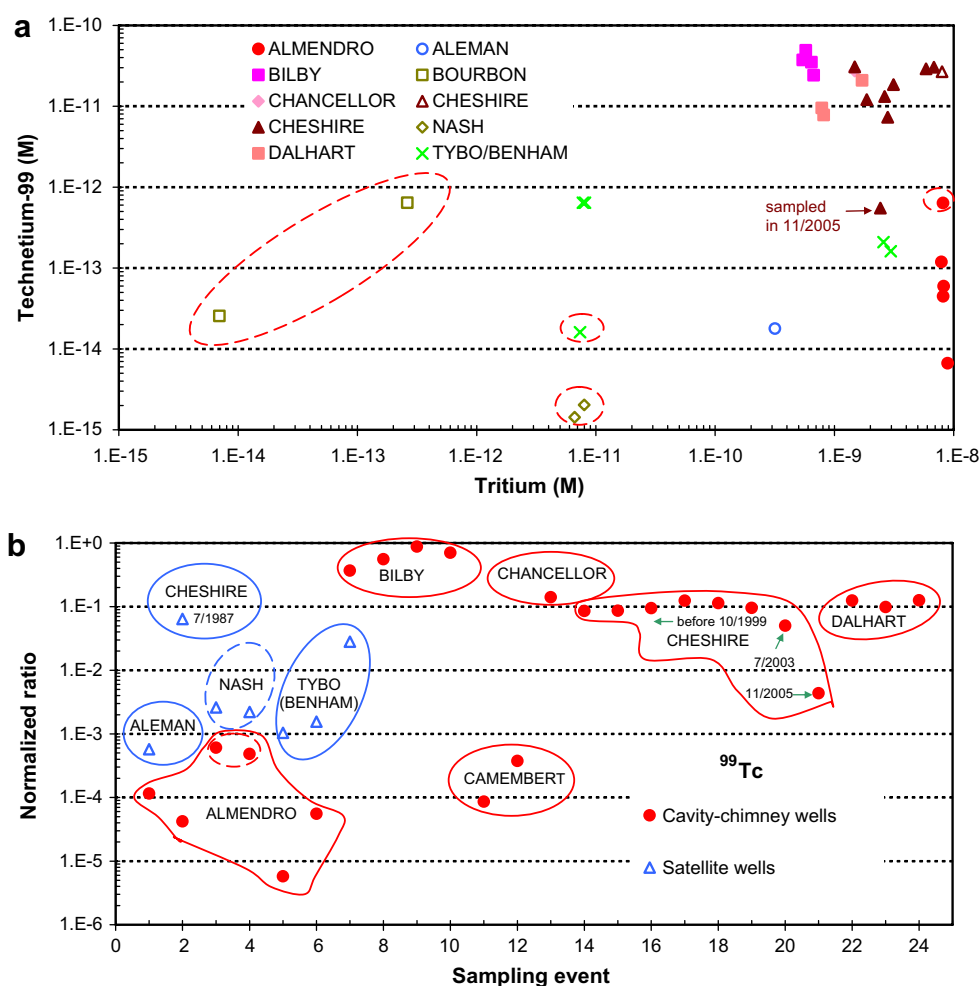 a
Technetium-99 (M)
1.E-10
1.E-11
1.E-12
1.E-13
1.E-14
1.E-15
ALMENDRO
ALEMAN
BILBY
BOURBON
CHANCELLOR
CHESHIRE
CHESHIRE
NASH
DALHART
TYBO/BENHAM
sampled
in 11/2005
1.E-15 1.E-14 1.E-13 1.E-12 1.E-11 1.E-10 1.E-9 1.E-8
Tritium (M)
b
Normalized ratio
1.E+0
1.E-1
1.E-2
1.E-3
1.E-4
1.E-5
1.E-6
CHESHIRE
7/1987
NASH
ALEMAN
TYBO
(BENHAM)
ALMENDRO
BILBY
CHANCELLOR
before 10/1999
CHESHIRE
7/2003
11/2005
DALHART
CAMEMBERT
99Tc
Cavity-chimney wells
Satellite wells
0 2 4 6 8 10 12 14 16 18 20 22 24
Sampling event